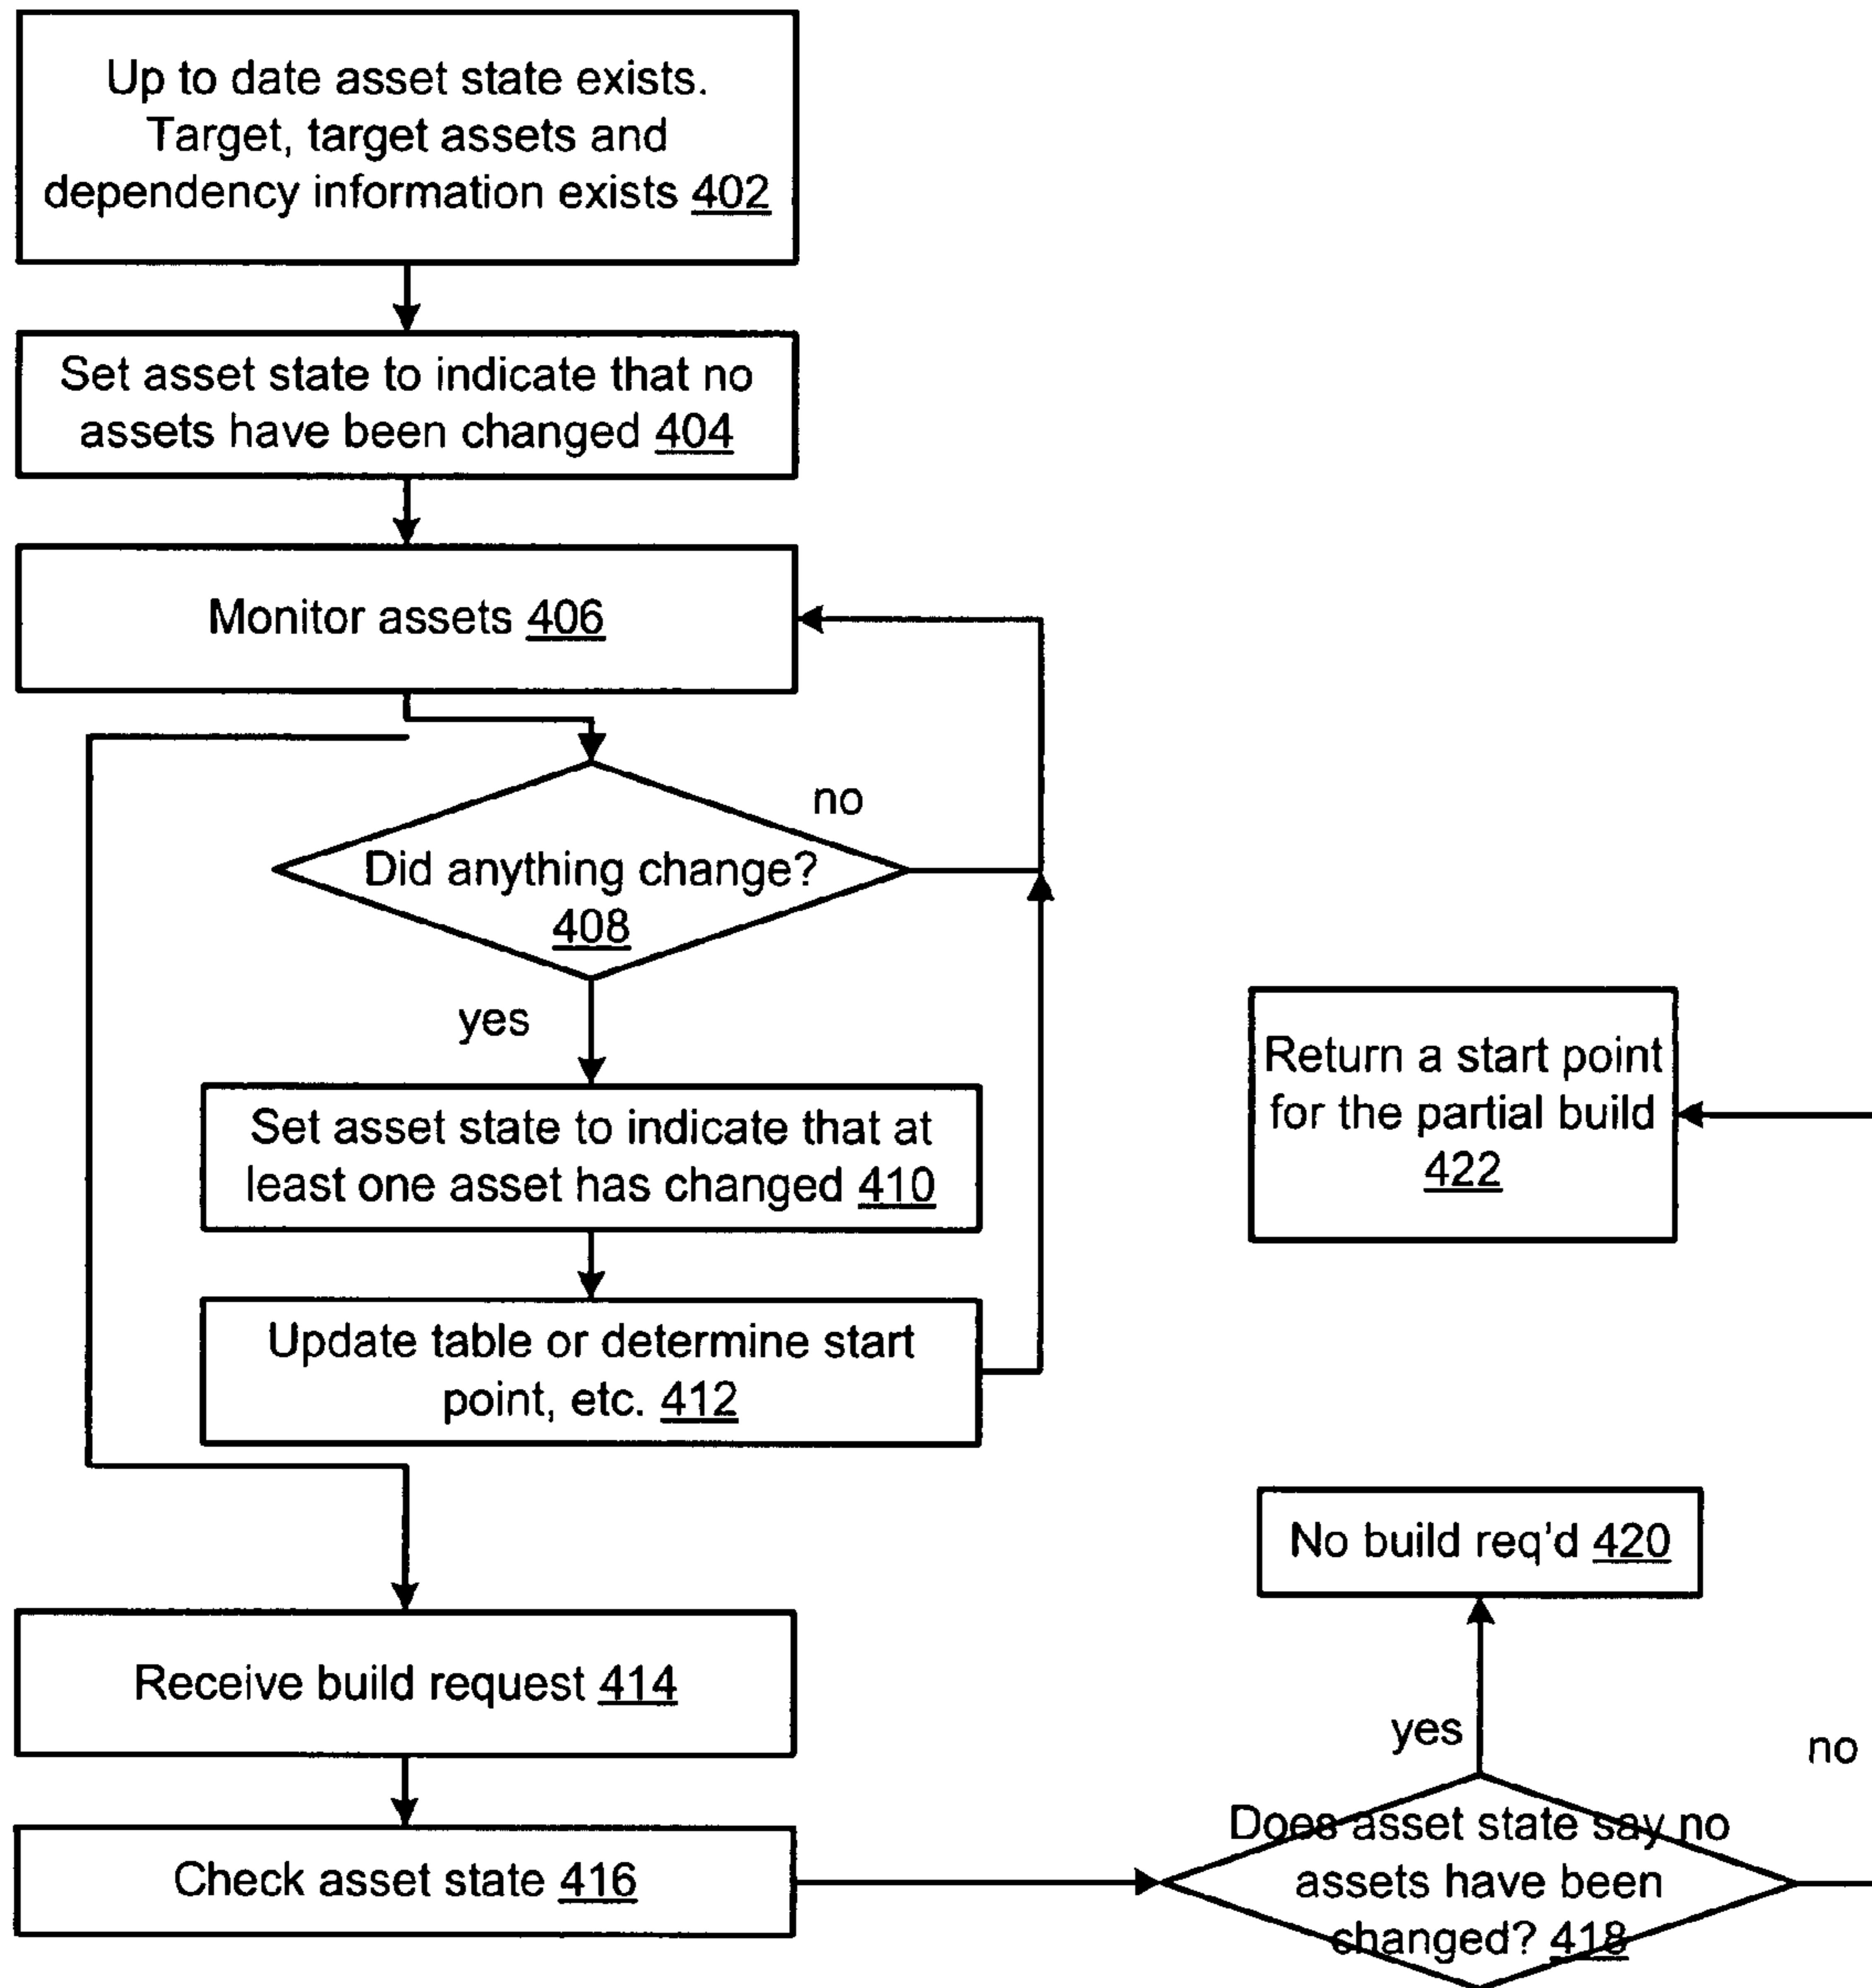 Up to date asset state exists.
Target, target assets and
dependency information exists 402
Set asset state to indicate that no
assets have been changed 404
Monitor assets 406
no
Did anything change?
408
yes
Set asset state to indicate that at
least one asset has changed 410
Update table or determine start
point, etc. 412
Return a start point
for the partial build
422
No build req'd 420
Receive build request 414
yes
no
Check asset state 416
Does asset state say no
assets have been
changed? 418